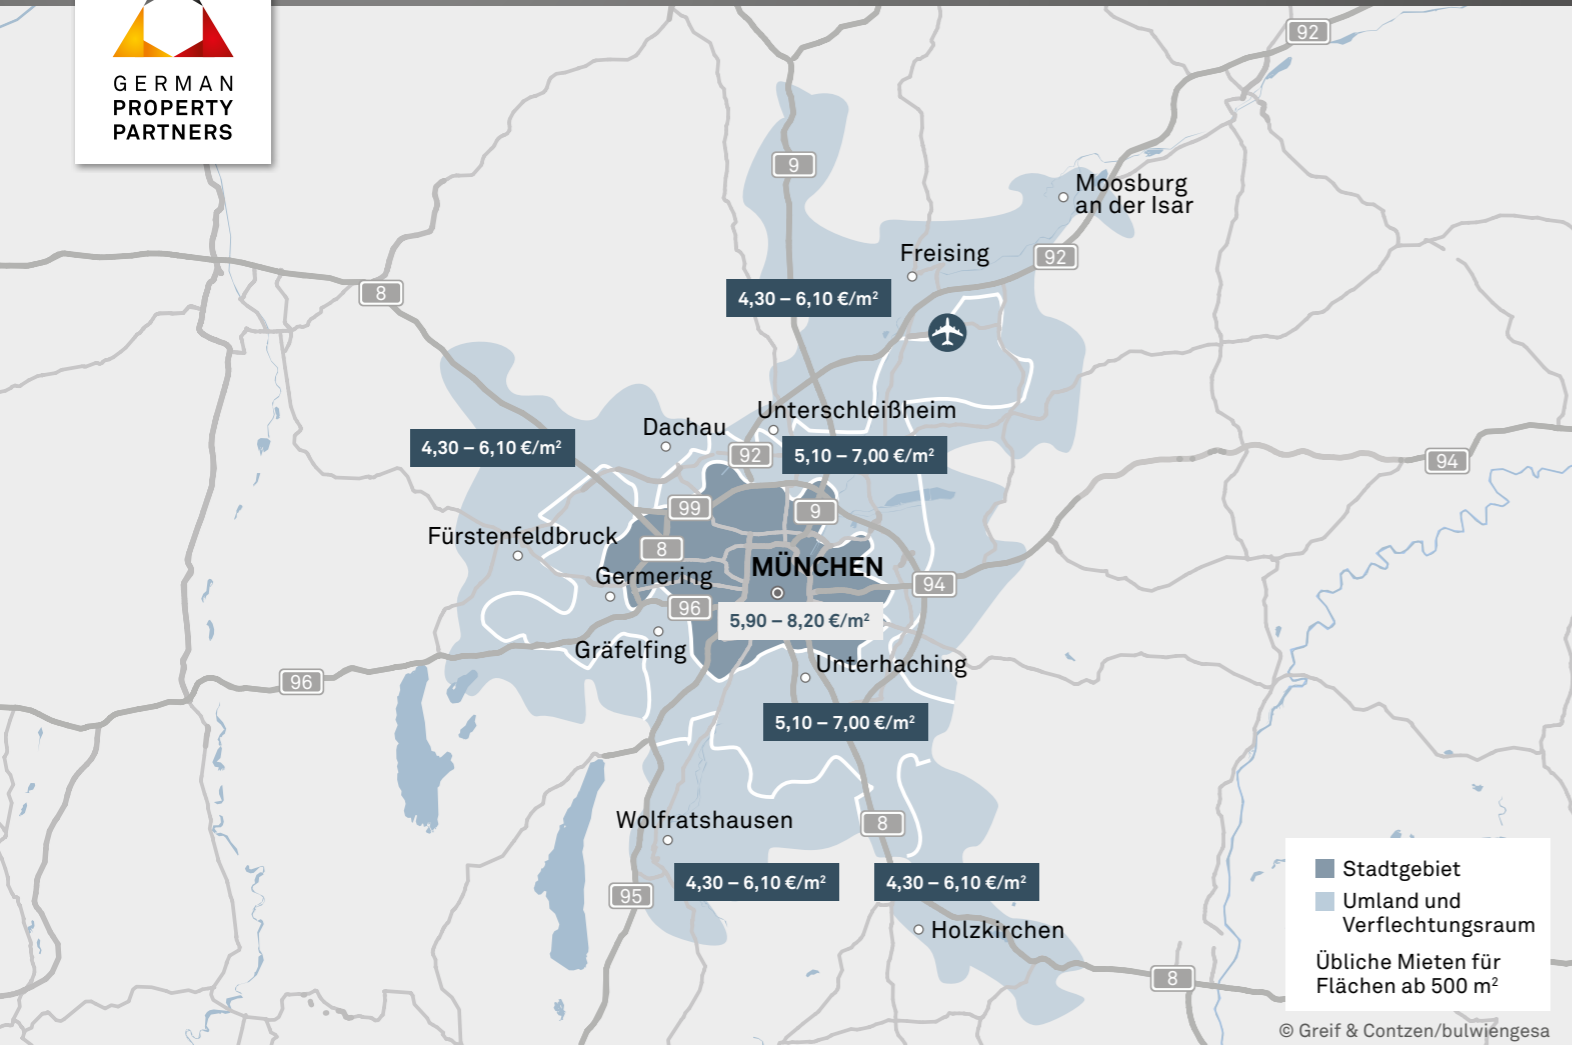 GERMAN
PROPERTY
PARTNERS
92
9
Moosburg
an der Isar
Freising
92
8
4,30 – 6,10 €/m²
Unterschleißheim
Dachau
4,30 – 6,10 €/m²
92
5,10 – 7,00 €/m²
94
99
9
Fürstenfeldbruck
8
MÜNCHEN
Germering
94
96
5,90 – 8,20 €/m²
Gräfelfing
Unterhaching
96
5,10 – 7,00 €/m²
Wolfratshausen
8
4,30 – 6,10 €/m²
4,30 – 6,10 €/m²
95
Holzkirchen
8
Stadtgebiet
Umland und
Verflechtungsraum
Übliche Mieten für
Flächen ab 500 m²
© Greif & Contzen/bulwiengesa